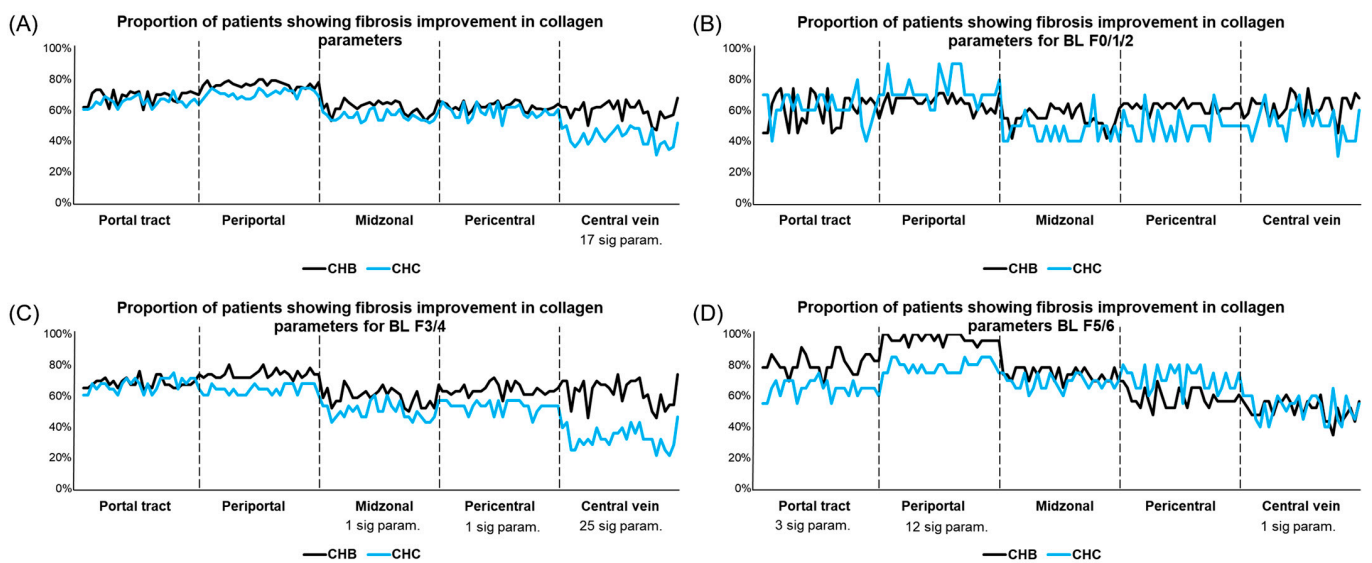 (A)
Proportion of patients showing fibrosis improvement in collagen
parameters
100%
80%
60%
40%
20%
0%
Portal tract Periportal Midzonal Pericentral Central vein
17 sig param.
CHB CHC
(B)
Proportion of patients showing fibrosis improvement in collagen
parameters for BL F0/1/2
100%
80%
60%
40%
20%
0%
Portal tract Periportal Midzonal Pericentral Central vein
CHB CHC
(C)
Proportion of patients showing fibrosis improvement in collagen
parameters for BL F3/4
100%
80%
60%
40%
20%
0%
Portal tract Periportal Midzonal Pericentral Central vein
1 sig param. 1 sig param. 25 sig param.
CHB CHC
(D)
Proportion of patients showing fibrosis improvement in collagen
parameters BL F5/6
100%
80%
60%
40%
20%
0%
Portal tract Periportal Midzonal Pericentral Central vein
3 sig param. 12 sig param. 1 sig param.
CHB CHC